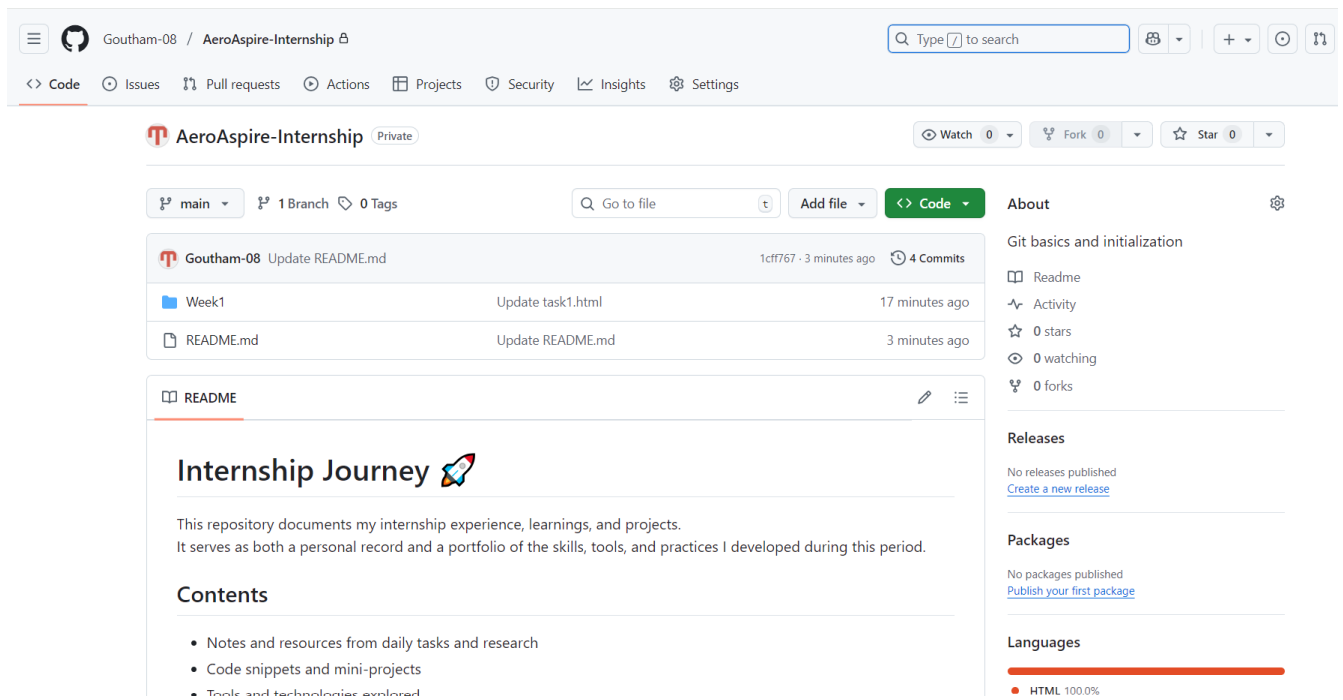 Goutham-08 / AeroAspire-Internship
Type / to search
Code Issues Pull requests Actions Projects Security Insights Settings
AeroAspire-Internship Private
Watch 0 Fork 0 Star 0
main 1 Branch 0 Tags
Go to file t Add file Code
Goutham-08 Update README.md 1cff767 · 3 minutes ago 4 Commits
Week1 Update task1.html 17 minutes ago
README.md Update README.md 3 minutes ago
README
Internship Journey 🚀
This repository documents my internship experience, learnings, and projects.
It serves as both a personal record and a portfolio of the skills, tools, and practices I developed during this period.
Contents
• Notes and resources from daily tasks and research
• Code snippets and mini-projects
• Tools and technologies explored
About
Git basics and initialization
Readme
Activity
0 stars
0 watching
0 forks
Releases
No releases published
Create a new release
Packages
No packages published
Publish your first package
Languages
HTML 100.0%